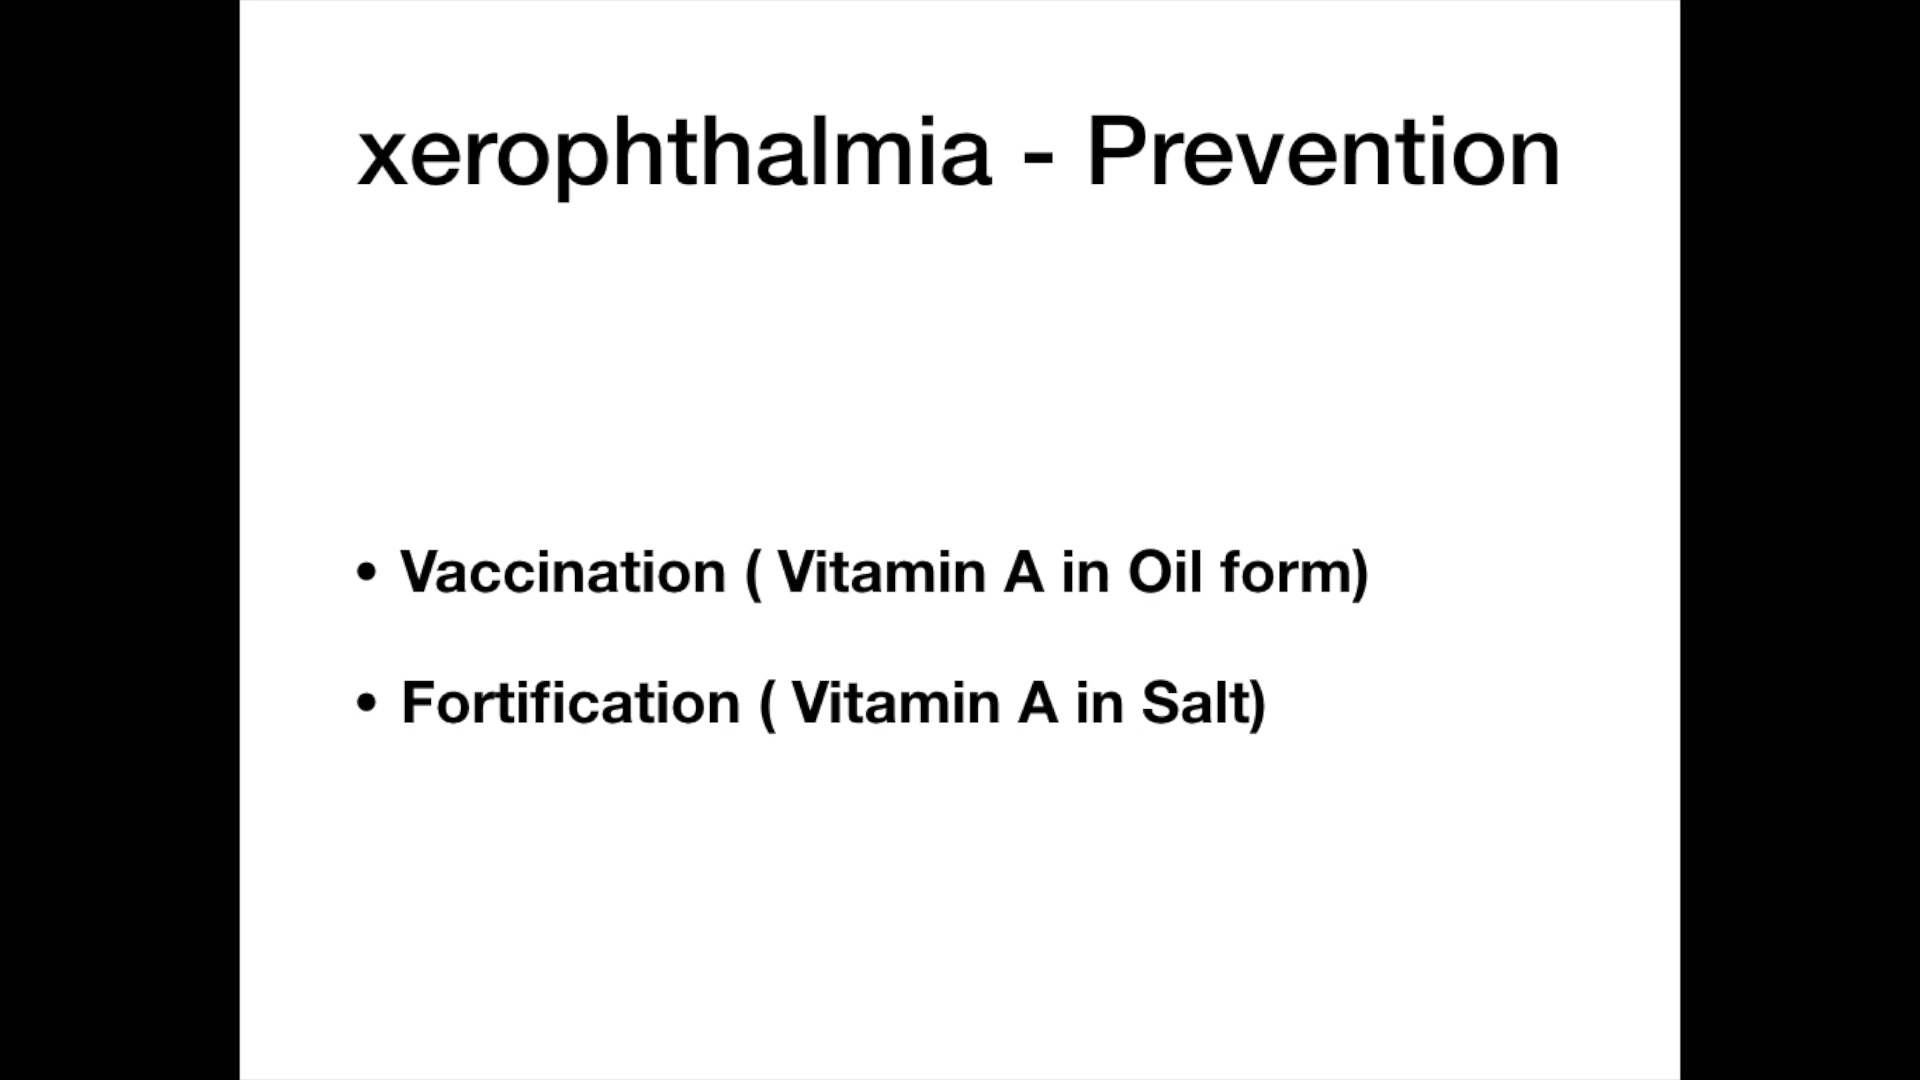 xerophthalmia - Prevention
• Vaccination ( Vitamin A in Oil form)
• Fortification ( Vitamin A in Salt)